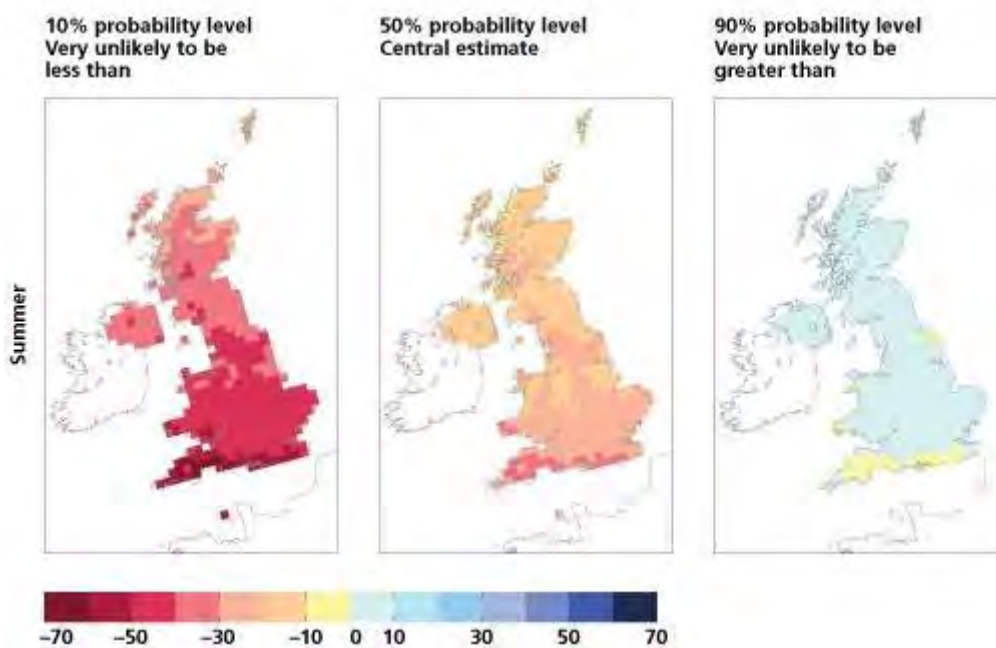 10% probability level
Very unlikely to be
less than
50% probability level
Central estimate
90% probability level
Very unlikely to be
greater than
Summer
–70 –50 –30 –10 0 10 30 50 70